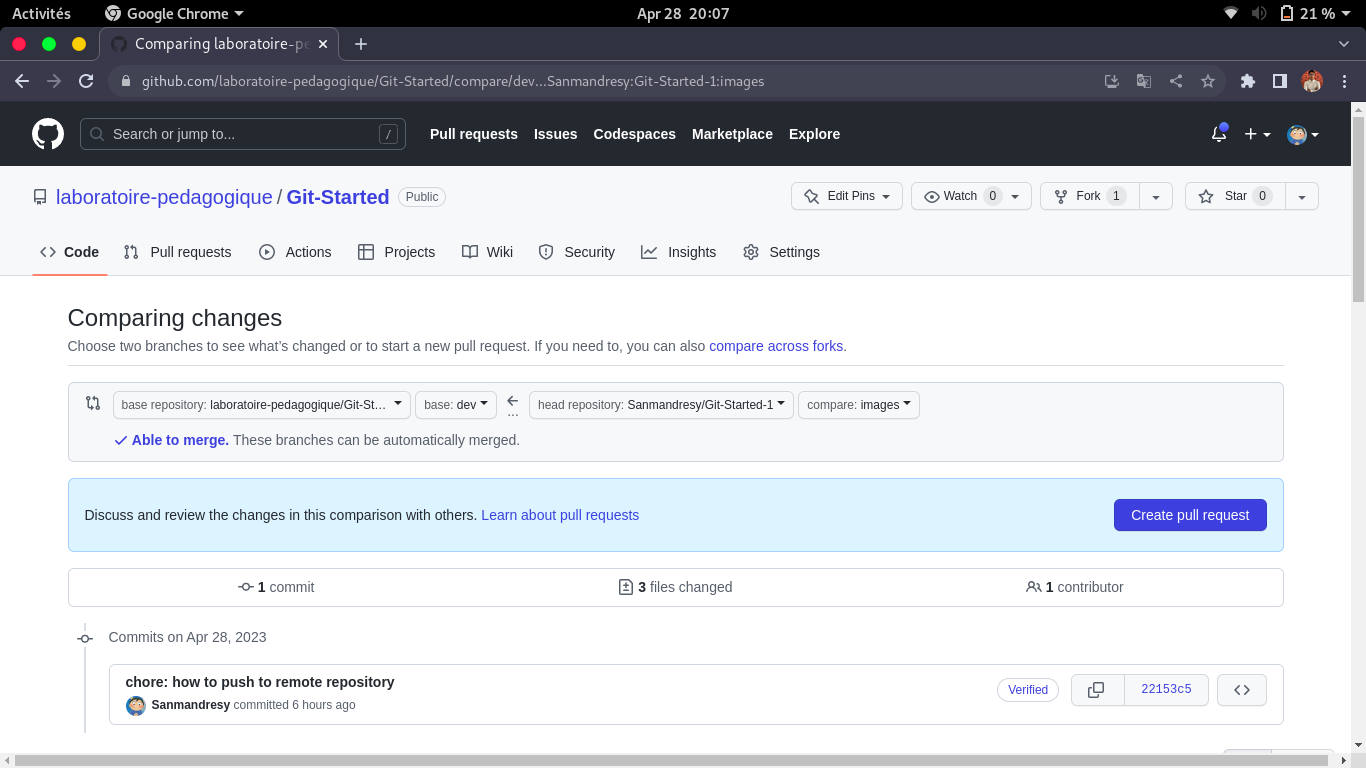 Activités Google Chrome Apr 28 20:07 21 %
Comparing laboratoire-pe
github.com/laboratoire-pedagogique/Git-Started/compare/dev...Sanmandresy:Git-Started-1:images
Search or jump to... / Pull requests Issues Codespaces Marketplace Explore
laboratoire-pedagogique / Git-Started Public Edit Pins Watch 0 Fork 1 Star 0
Code Pull requests Actions Projects Wiki Security Insights Settings
Comparing changes
Choose two branches to see what's changed or to start a new pull request. If you need to, you can also compare across forks.
base repository: laboratoire-pedagogique/Git-St... base: dev ... head repository: Sanmandresy/Git-Started-1 compare: images
Able to merge. These branches can be automatically merged.
Discuss and review the changes in this comparison with others. Learn about pull requests Create pull request
1 commit 3 files changed 1 contributor
Commits on Apr 28, 2023
chore: how to push to remote repository
Sanmandresy committed 6 hours ago
Verified 22153c5